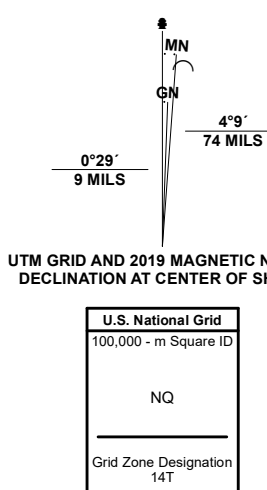 MN
GN
4°9´
74 MILS
0°29´
9 MILS
UTM GRID AND 2019 MAGNETIC N
DECLINATION AT CENTER OF SH
U.S. National Grid
100,000 - m Square ID
NQ
Grid Zone Designation
14T